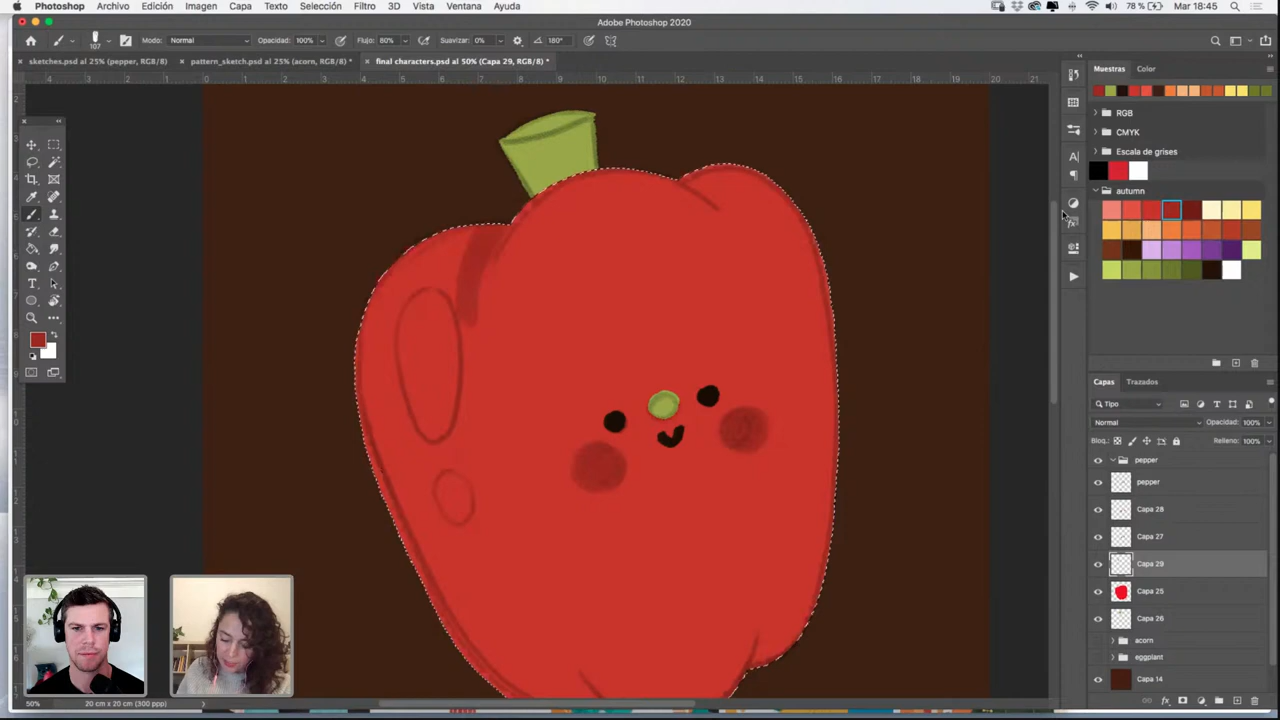 Photoshop Archivo Edición Imagen Capa Texto Selección Filtro 3D Vista Ventana Ayuda 78 % Mar 18:45
Adobe Photoshop 2020
107 Modo: Normal Opacidad: 100% Flujo: 80% Suavizar: 0% 180°
× sketches.psd al 25% (pepper, RGB/8) × pattern_sketch.psd al 25% (acorn, RGB/8) * × final characters.psd al 50% (Capa 29, RGB/8) *
Muestras Color
RGB
CMYK
Escala de grises
autumn
Capas Trazados
Tipo
Normal Opacidad: 100%
Bloq.: Relleno: 100%
pepper
pepper
Capa 28
Capa 27
Capa 29
Capa 25
Capa 26
acorn
eggplant
Capa 14
50% 20 cm x 20 cm (300 ppp)